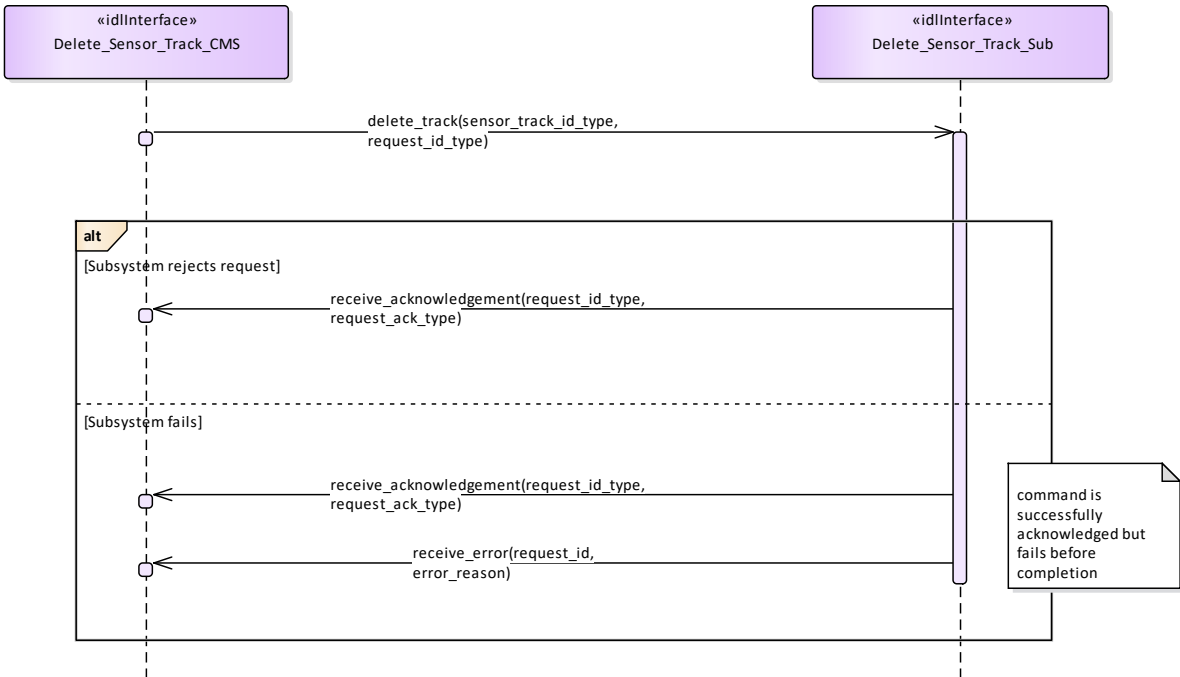 «idlInterface»
Delete_Sensor_Track_CMS
«idlInterface»
Delete_Sensor_Track_Sub
delete_track(sensor_track_id_type,
request_id_type)
alt
[Subsystem rejects request]
receive_acknowledgement(request_id_type,
request_ack_type)
[Subsystem fails]
receive_acknowledgement(request_id_type,
request_ack_type)
command is
successfully
acknowledged but
fails before
completion
receive_error(request_id,
error_reason)